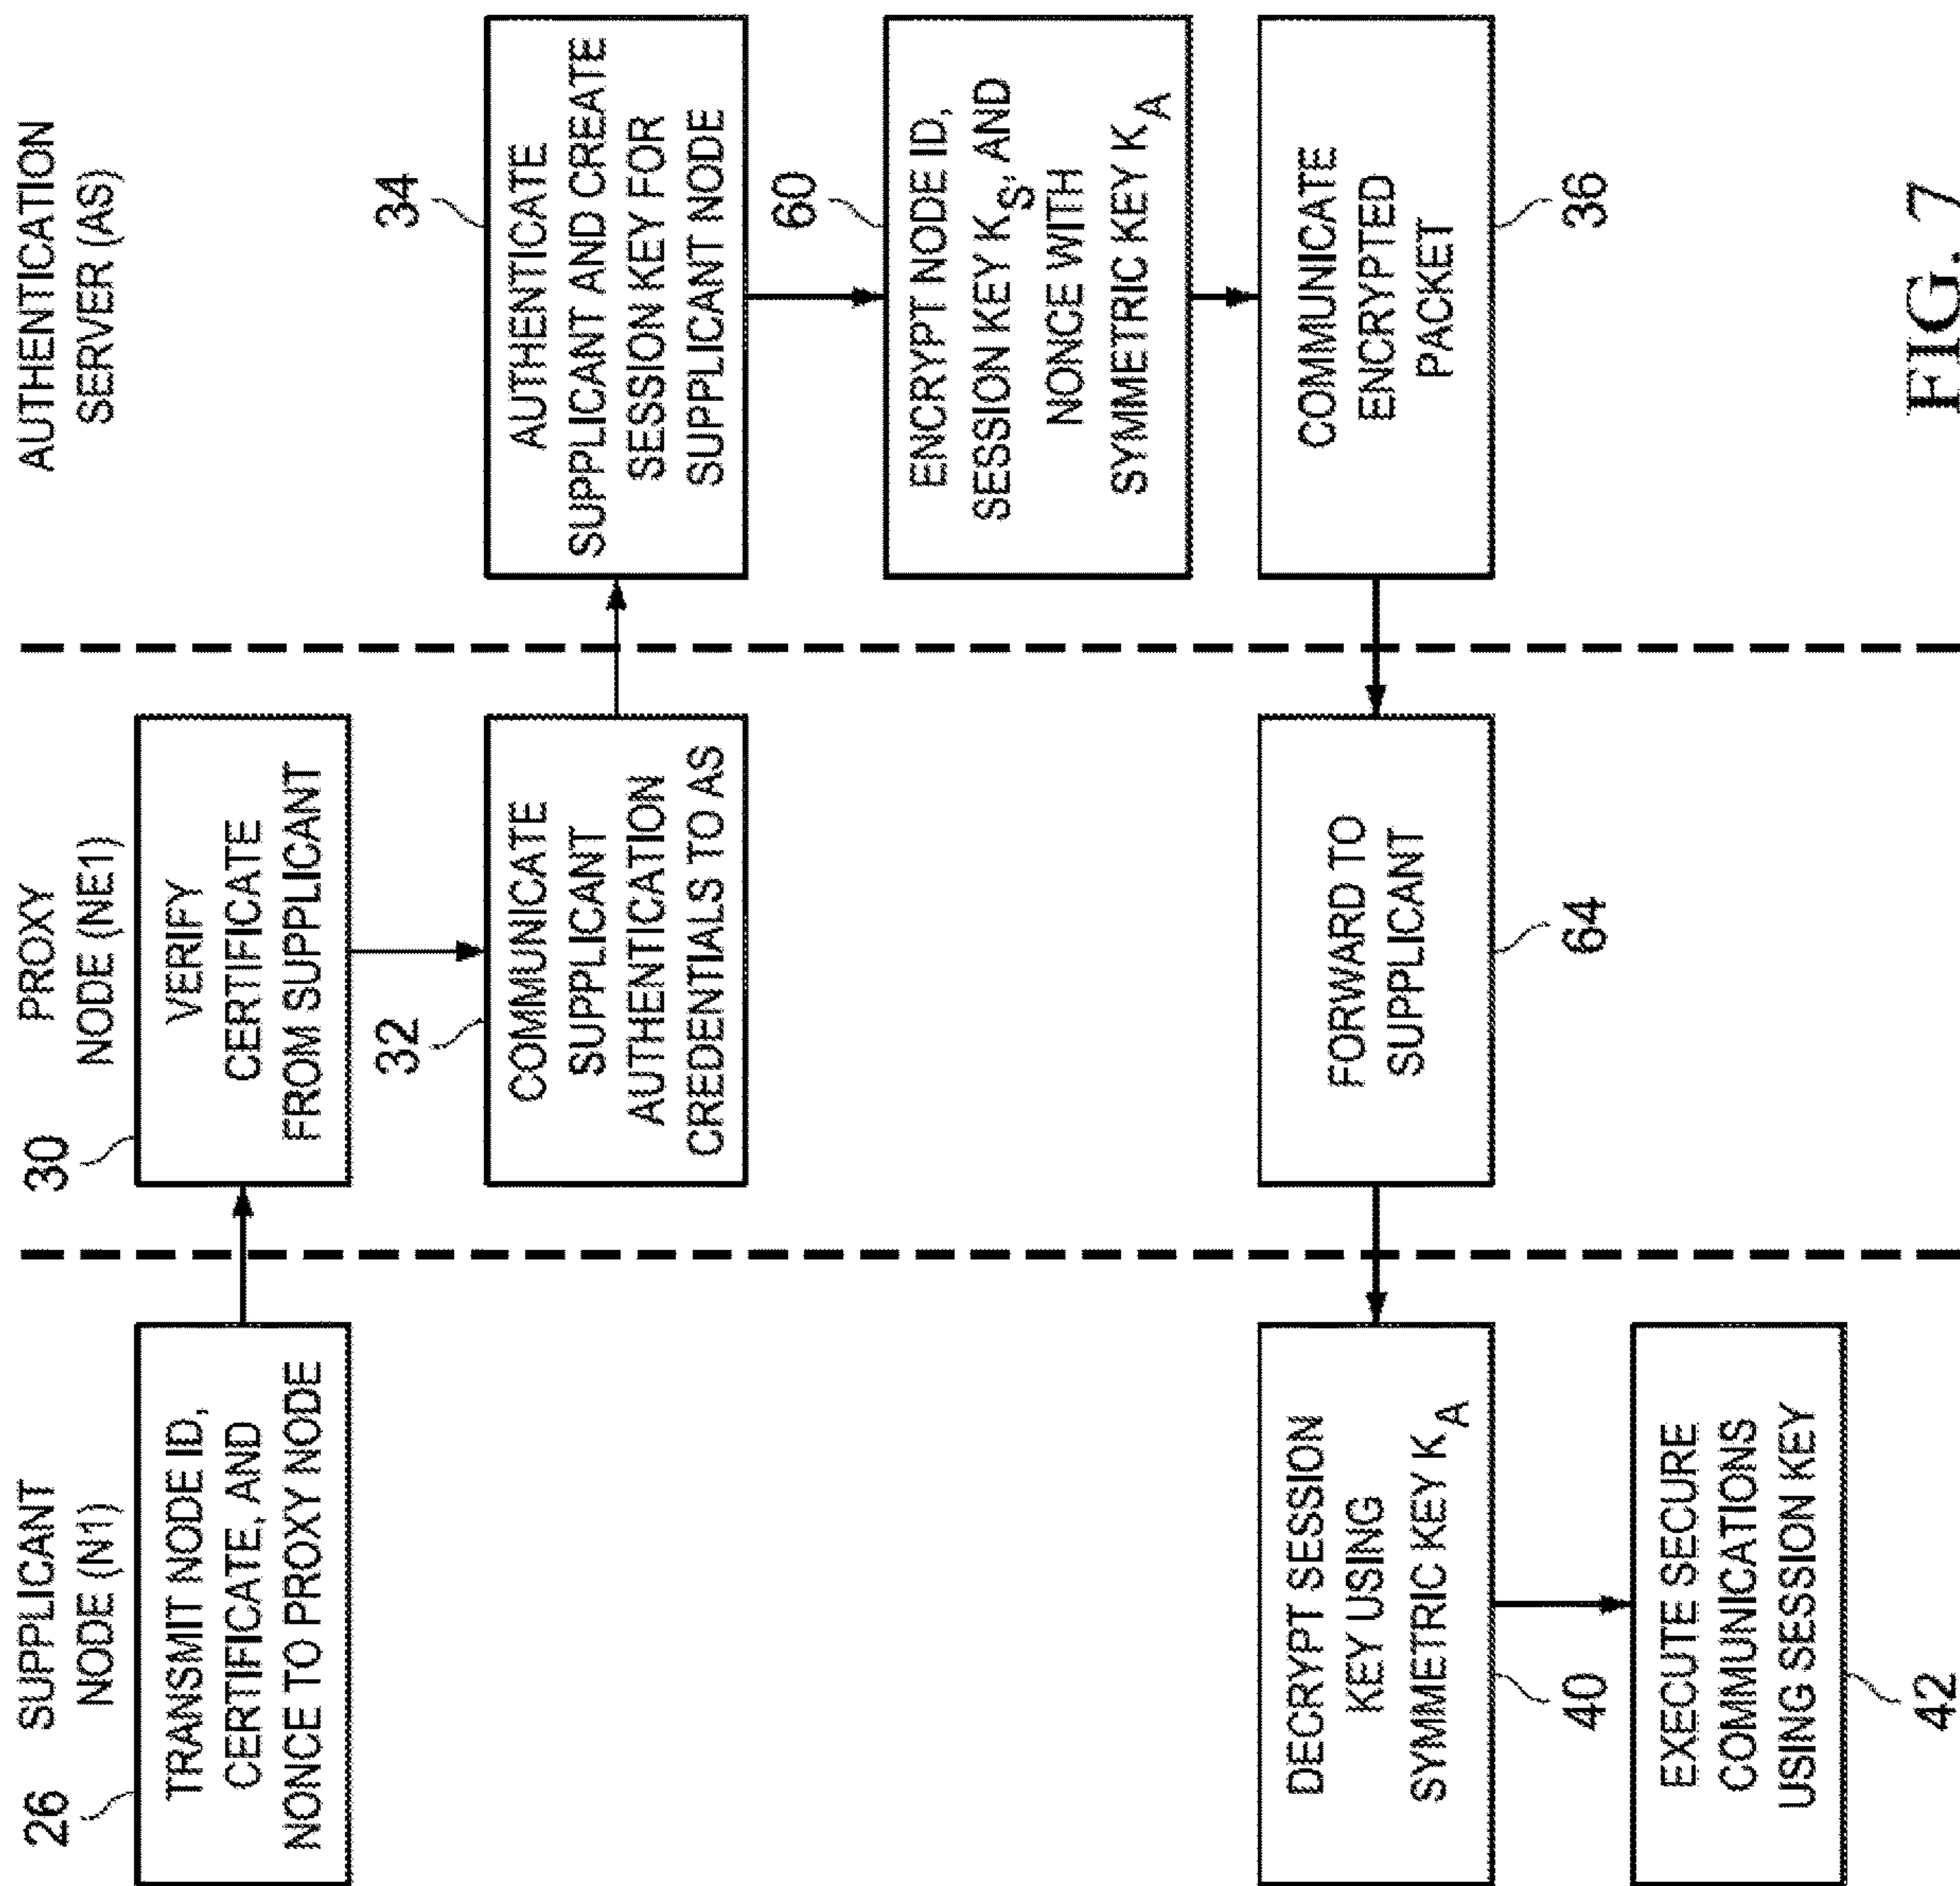 SUPPLICANT
NODE (N1)
PROXY
NODE (NE1)
AUTHENTICATION
SERVER (AS)
26
TRANSMIT NODE ID,
CERTIFICATE, AND
NONCE TO PROXY NODE
30
VERIFY
CERTIFICATE
FROM SUPPLICANT
32
COMMUNICATE
SUPPLICANT
AUTHENTICATION
CREDENTIALS TO AS
34
AUTHENTICATE
SUPPLICANT AND CREATE
SESSION KEY FOR
SUPPLICANT NODE
60
ENCRYPT NODE ID,
SESSION KEY KS, AND
NONCE WITH
SYMMETRIC KEY KA
COMMUNICATE
ENCRYPTED
PACKET
36
FORWARD TO
SUPPLICANT
64
DECRYPT SESSION
KEY USING
SYMMETRIC KEY KA
40
EXECUTE SECURE
COMMUNICATIONS
USING SESSION KEY
42
FIG. 7